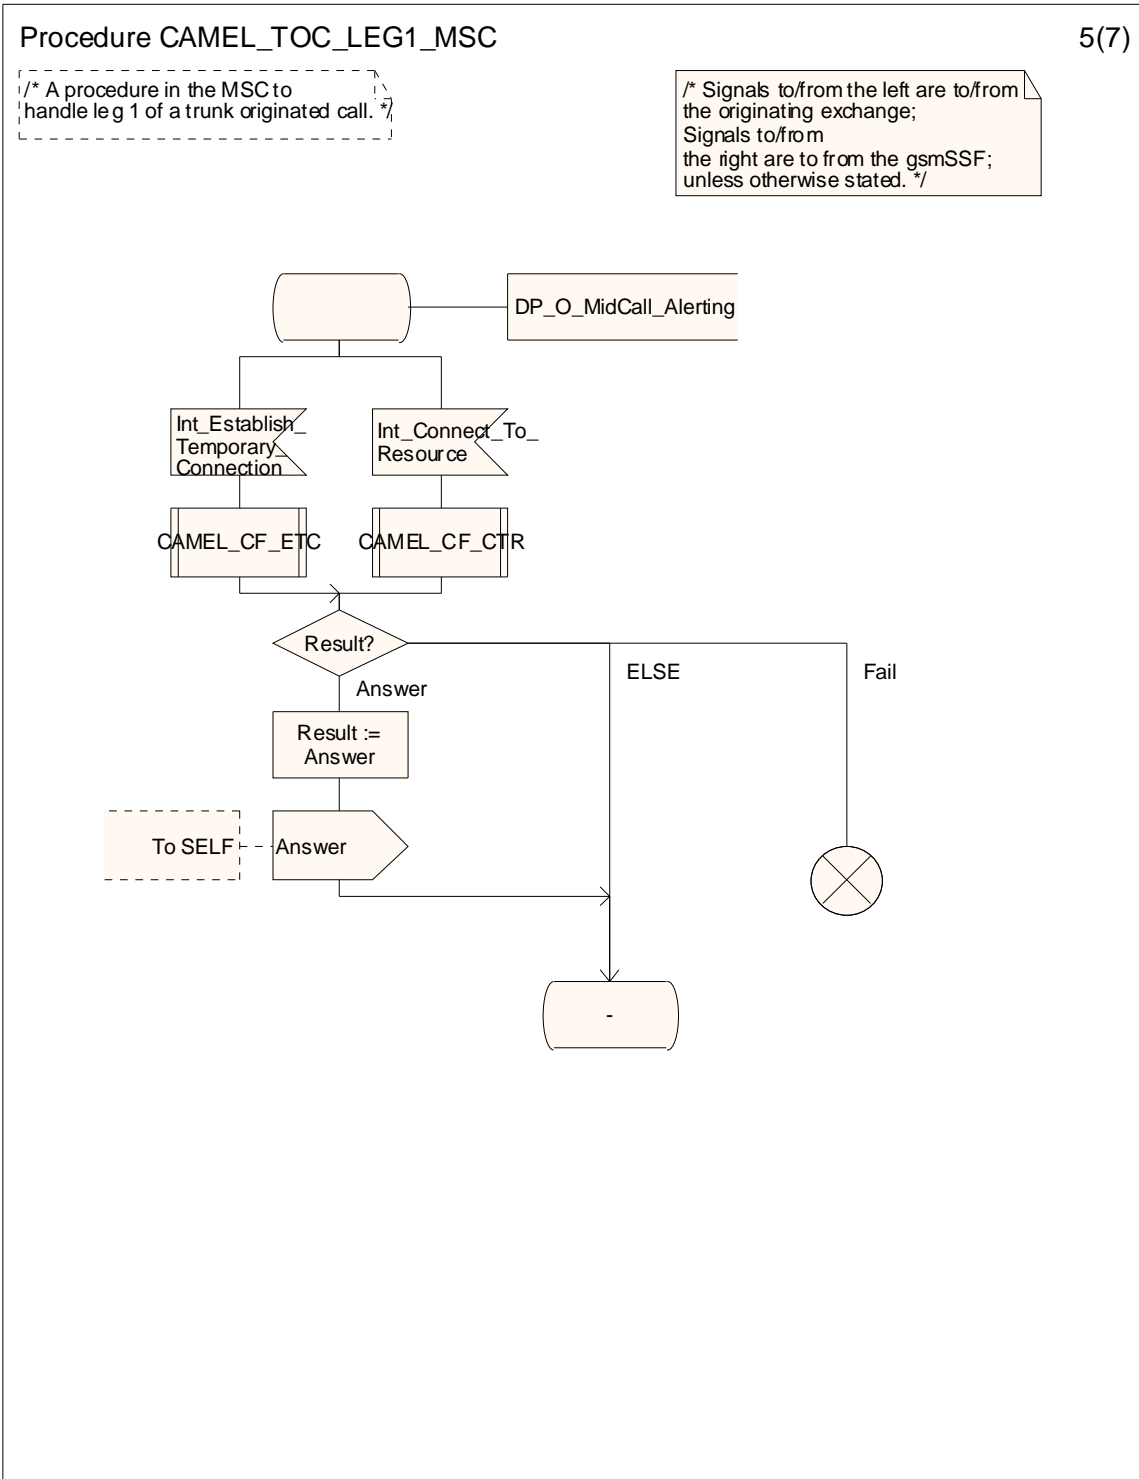 Procedure CAMEL_TOC_LEG1_MSC
5(7)
/* A procedure in the MSC to
handle leg 1 of a trunk originated call. */
/* Signals to/from the left are to/from
the originating exchange;
Signals to/from
the right are to from the gsmSSF;
unless otherwise stated. */
DP_O_MidCall_Alerting
Int_Establish_
Temporary_
Connection
Int_Connect_To_
Resource
CAMEL_CF_ETC
CAMEL_CF_CTR
Result?
ELSE
Fail
Answer
Result :=
Answer
To SELF
Answer
-